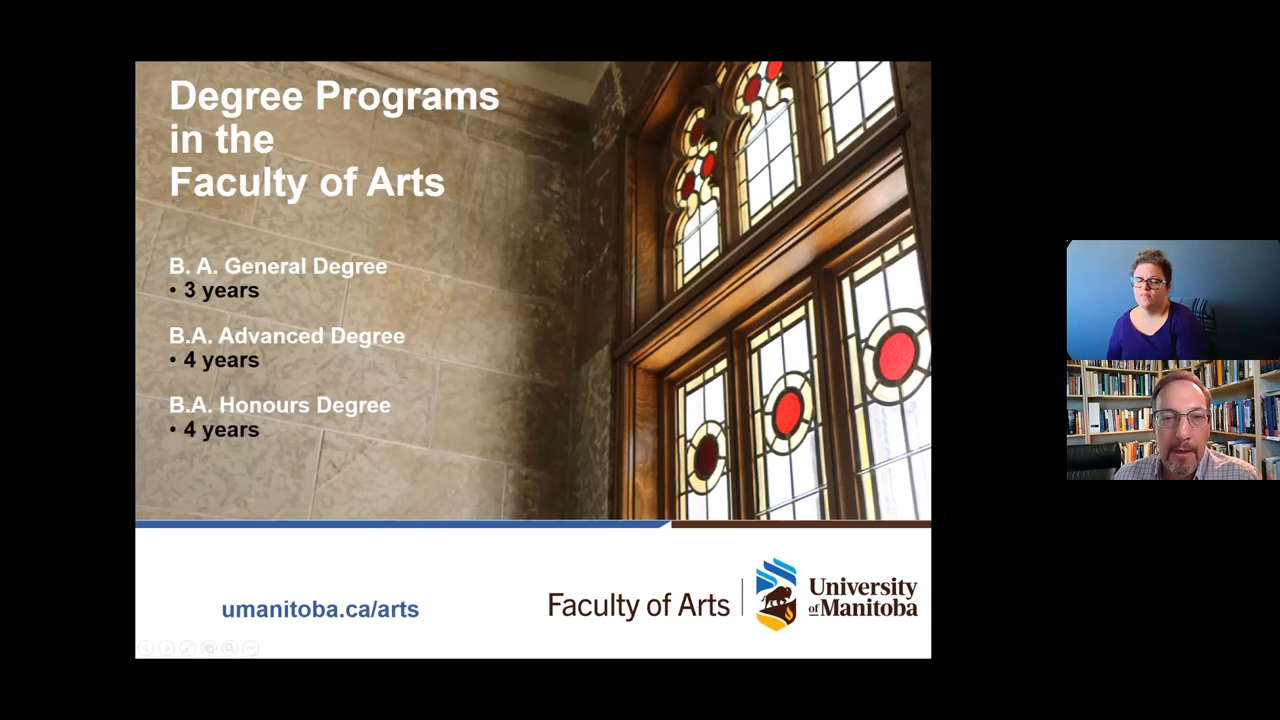 Degree Programs
in the
Faculty of Arts
B. A. General Degree
• 3 years
B.A. Advanced Degree
• 4 years
B.A. Honours Degree
• 4 years
umanitoba.ca/arts
Faculty of Arts
University
of Manitoba